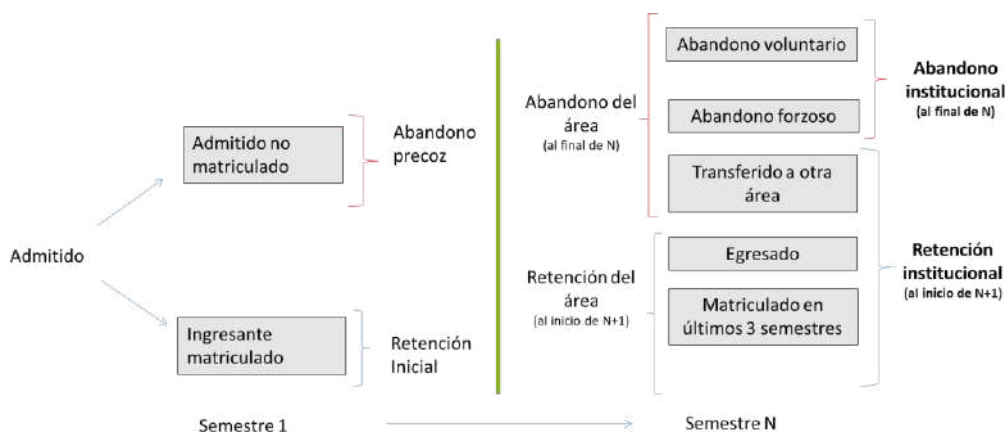 Admitido
Admitido no
matriculado
Abandono
precoz
Ingresante
matriculado
Retención
Inicial
Semestre 1
Abandono del
área
(al final de N)
Abandono voluntario
Abandono forzoso
Transferido a otra
área
Abandono
institucional
(al final de N)
Retención del
área
(al inicio de N+1)
Egresado
Matriculado en
últimos 3 semestres
Retención
institucional
(al inicio de N+1)
Semestre N